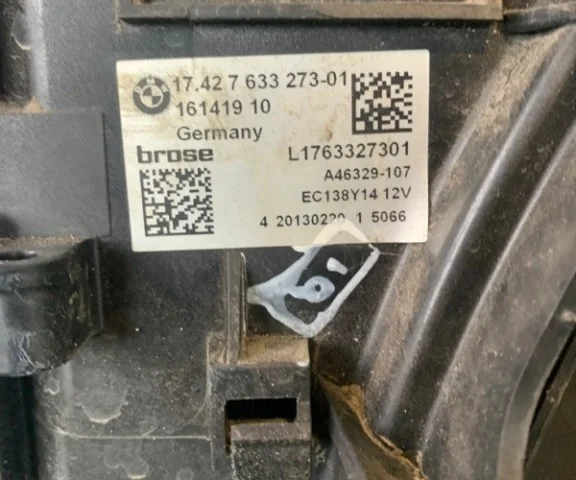 17.42 7 633 273-01
161419 10
Germany
brose
L1763327301
A46329-107
EC138Y14 12V
4 20130220 1 5066